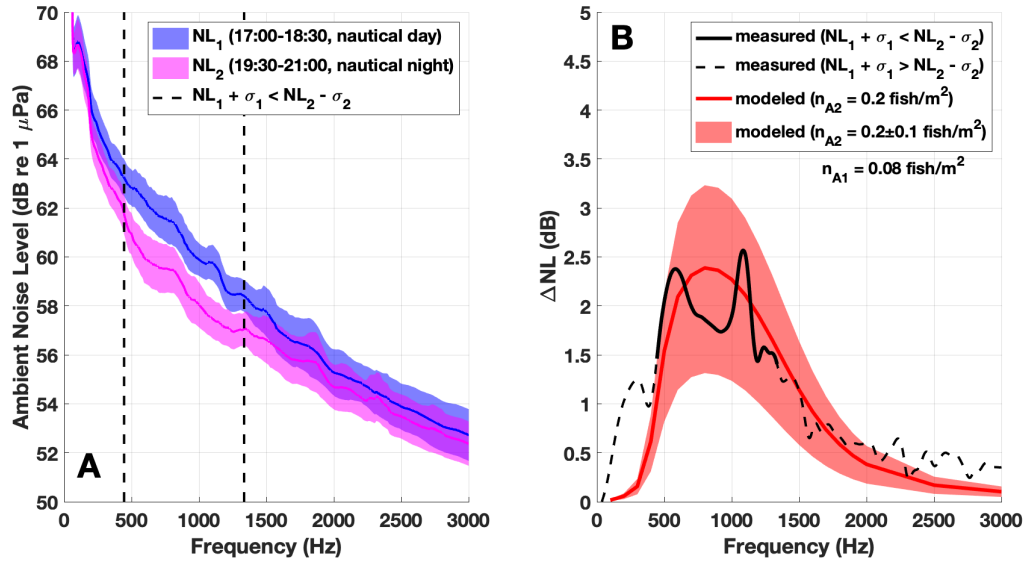 70
68
66
64
62
60
58
56
54
52
50
Ambient Noise Level (dB re 1 μPa)
NL1 (17:00-18:30, nautical day)
NL2 (19:30-21:00, nautical night)
NL1 + σ1 < NL2 - σ2
A
0
500
1000
1500
2000
2500
3000
Frequency (Hz)
5
4.5
4
3.5
3
2.5
2
1.5
1
0.5
0
ΔNL (dB)
B
measured (NL1 + σ1 < NL2 - σ2)
measured (NL1 + σ1 > NL2 - σ2)
modeled (nA2 = 0.2 fish/m2)
modeled (nA2 = 0.2±0.1 fish/m2)
nA1 = 0.08 fish/m2
0
500
1000
1500
2000
2500
3000
Frequency (Hz)